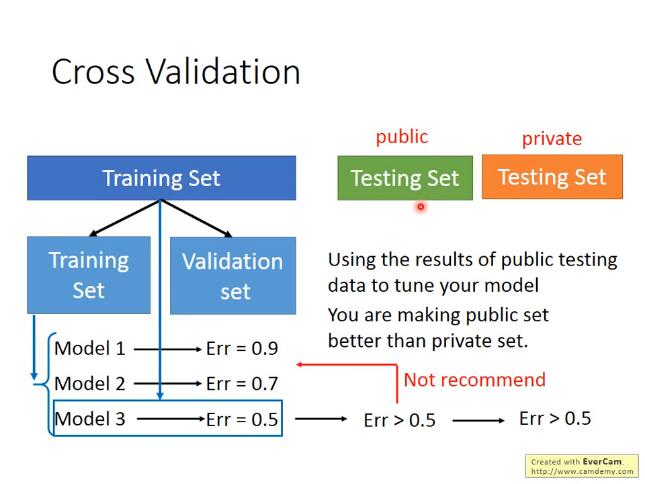 Cross Validation
public
private
Training Set
Testing Set
Testing Set
Training
Set
Validation
set
Using the results of public testing
data to tune your model
You are making public set
better than private set.
Model 1
Err = 0.9
Model 2
Err = 0.7
Not recommend
Model 3
Err = 0.5
Err > 0.5
Err > 0.5
Created with EverCam.
http://www.camdemy.com